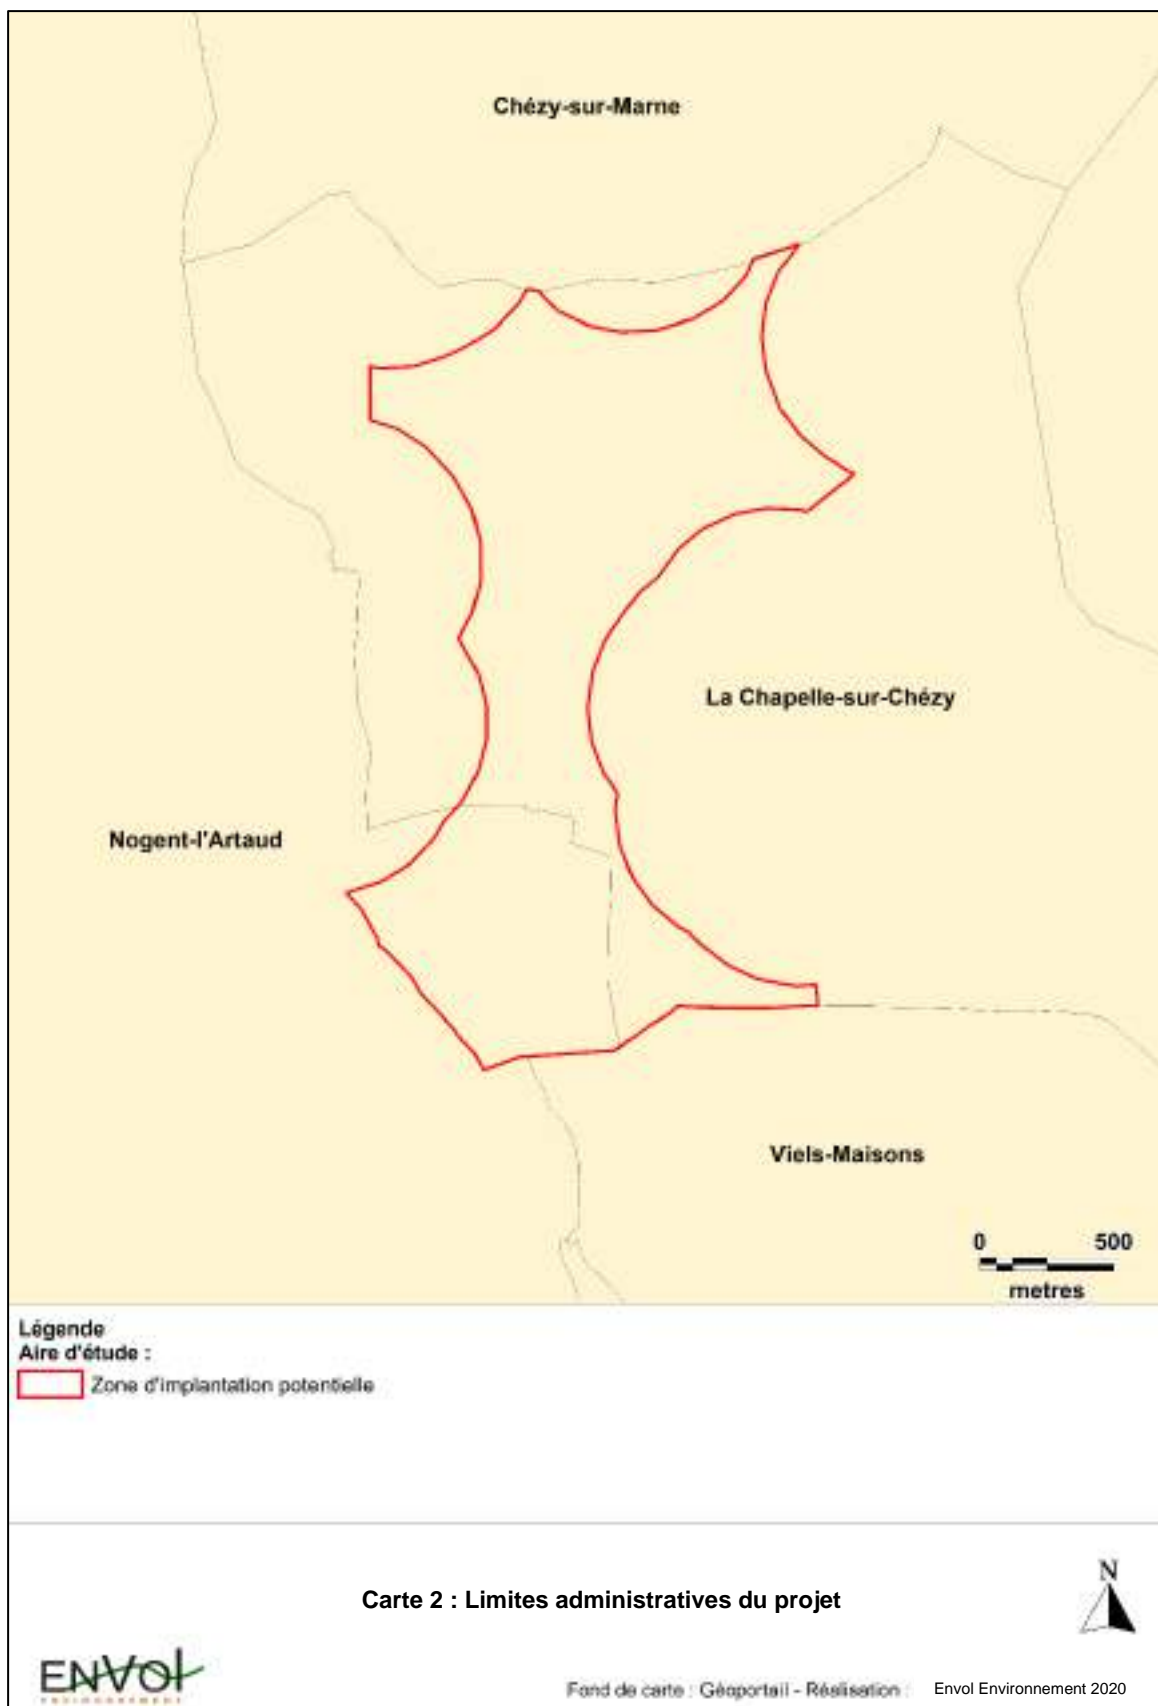 Chézy-sur-Marne
La Chapelle-sur-Chézy
Nogent-l'Artaud
Viels-Maisons
0 500
metres
Légende
Aire d'étude :
Zone d'implantation potentielle
N
Carte 2 : Limites administratives du projet
ENVOL
ENVIRONNEMENT
Fond de carte : Géoportail - Réalisation : Envol Environnement 2020